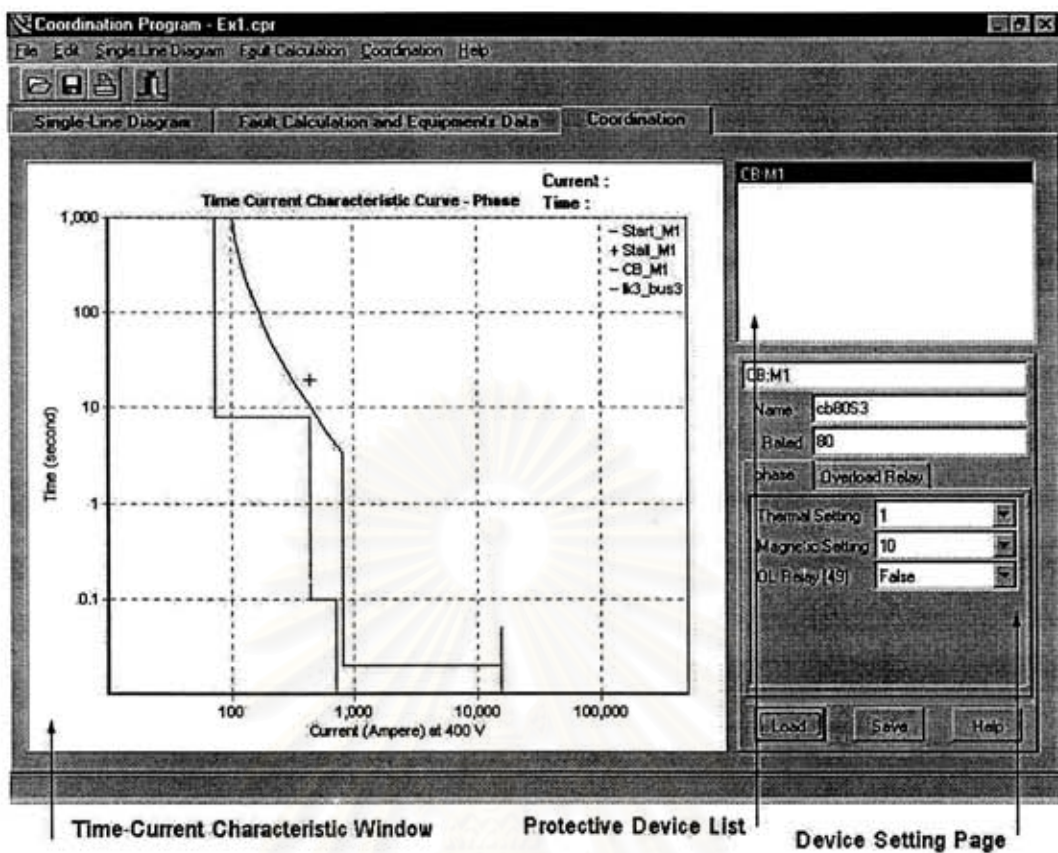 Coordination Program - Ex1.cpr
File Edit Single Line Diagram Fault Calculation Coordination Help
Single-Line Diagram Fault Calculation and Equipments Data Coordination
Time Current Characteristic Curve - Phase
Current :
Time :
Start_M1
Stall_M1
CB_M1
Ik3_bus3
1,000
100
10
1
0.1
Time (second)
100 1,000 10,000 100,000
Current (Ampere) at 400 V
CB:M1
CB:M1
Name cb80S3
Rated 80
phase Overload Relay
Thermal Setting 1
Magnetic Setting 10
OL Relay [49] False
Load Save Help
Time-Current Characteristic Window
Protective Device List
Device Setting Page